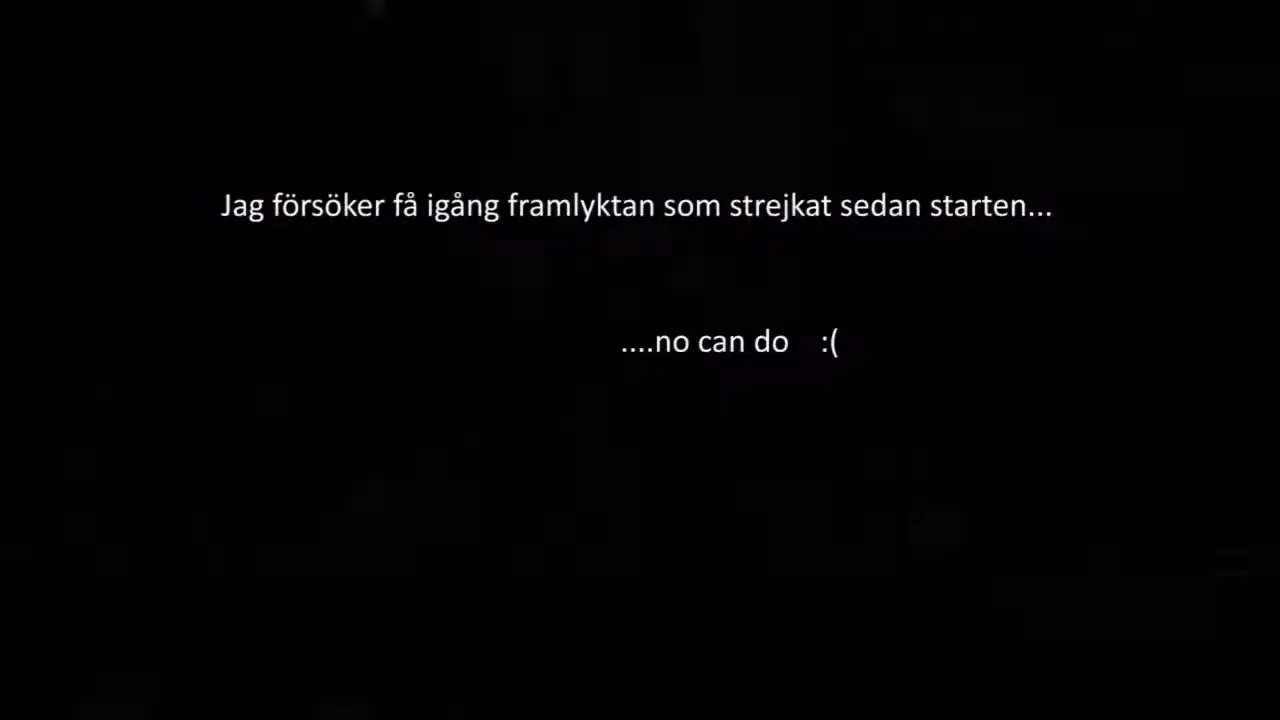 Jag försöker få igång framlyktan som strejkat sedan starten...
....no can do :(